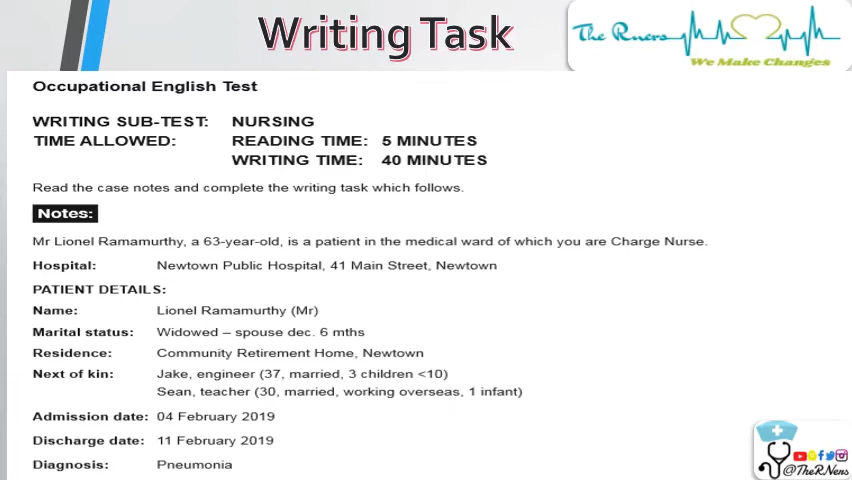 Writing Task
The Rners
We Make Changes
Occupational English Test
WRITING SUB-TEST: NURSING
TIME ALLOWED: READING TIME: 5 MINUTES
WRITING TIME: 40 MINUTES
Read the case notes and complete the writing task which follows.
Notes:
Mr Lionel Ramamurthy, a 63-year-old, is a patient in the medical ward of which you are Charge Nurse.
Hospital: Newtown Public Hospital, 41 Main Street, Newtown
PATIENT DETAILS:
Name: Lionel Ramamurthy (Mr)
Marital status: Widowed – spouse dec. 6 mths
Residence: Community Retirement Home, Newtown
Next of kin: Jake, engineer (37, married, 3 children <10)
Sean, teacher (30, married, working overseas, 1 infant)
Admission date: 04 February 2019
Discharge date: 11 February 2019
Diagnosis: Pneumonia
@TheRNers